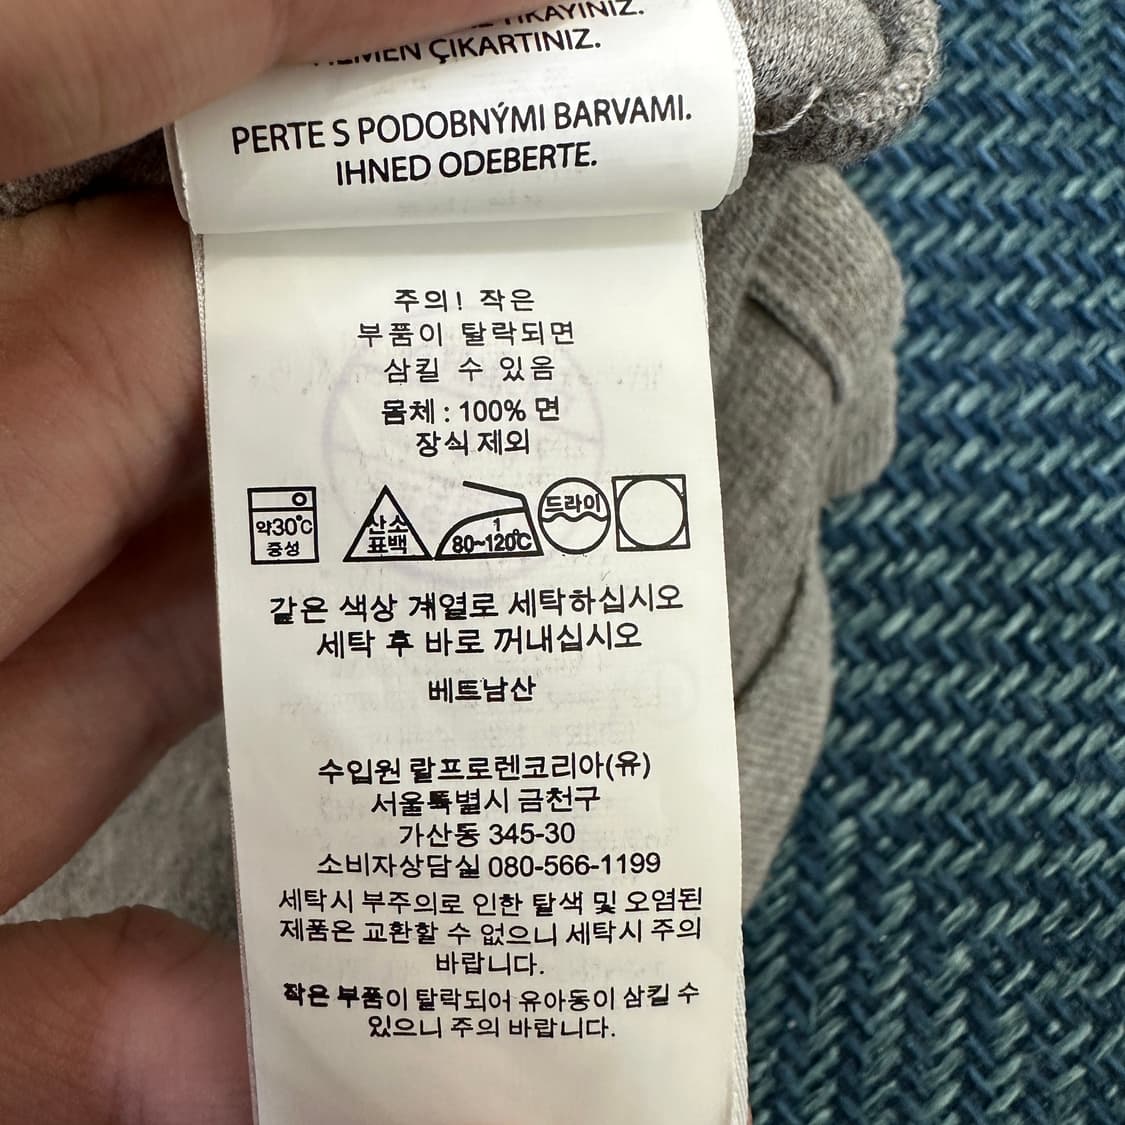 TIKAYINIZ.
HEMEN ÇIKARTINIZ.
PERTE S PODOBNÝMI BARVAMI.
IHNED ODEBERTE.
주의! 작은
부품이 탈락되면
삼킬 수 있음
몸체 : 100% 면
장식 제외
약30℃
중성
산소
표백
1
80~120℃
드라이
같은 색상 계열로 세탁하십시오
세탁 후 바로 꺼내십시오
베트남산
수입원 랄프로렌코리아(유)
서울특별시 금천구
가산동 345-30
소비자상담실 080-566-1199
세탁시 부주의로 인한 탈색 및 오염된
제품은 교환할 수 없으니 세탁시 주의
바랍니다.
작은 부품이 탈락되어 유아동이 삼킬 수
있으니 주의 바랍니다.